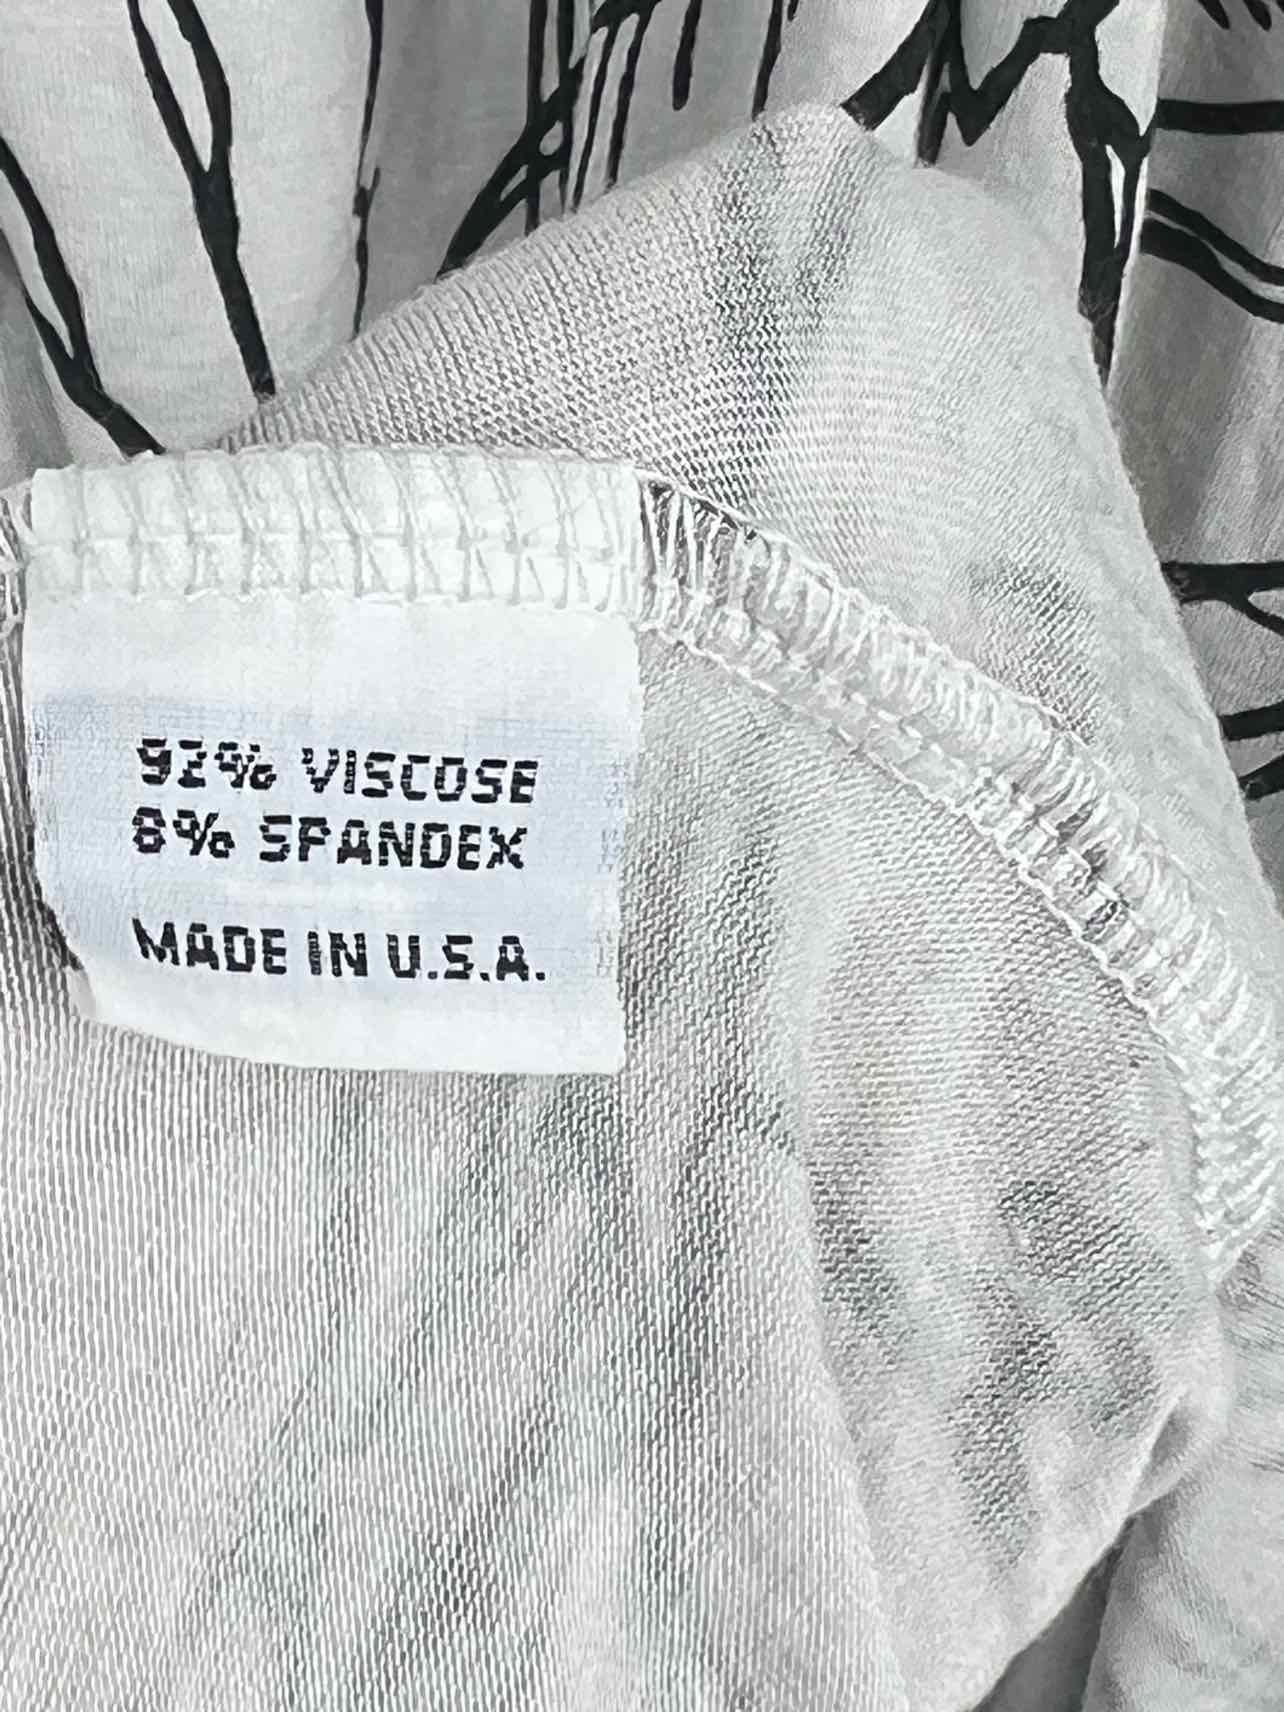 92% VISCOSE
8% SPANDEX
MADE IN U.S.A.